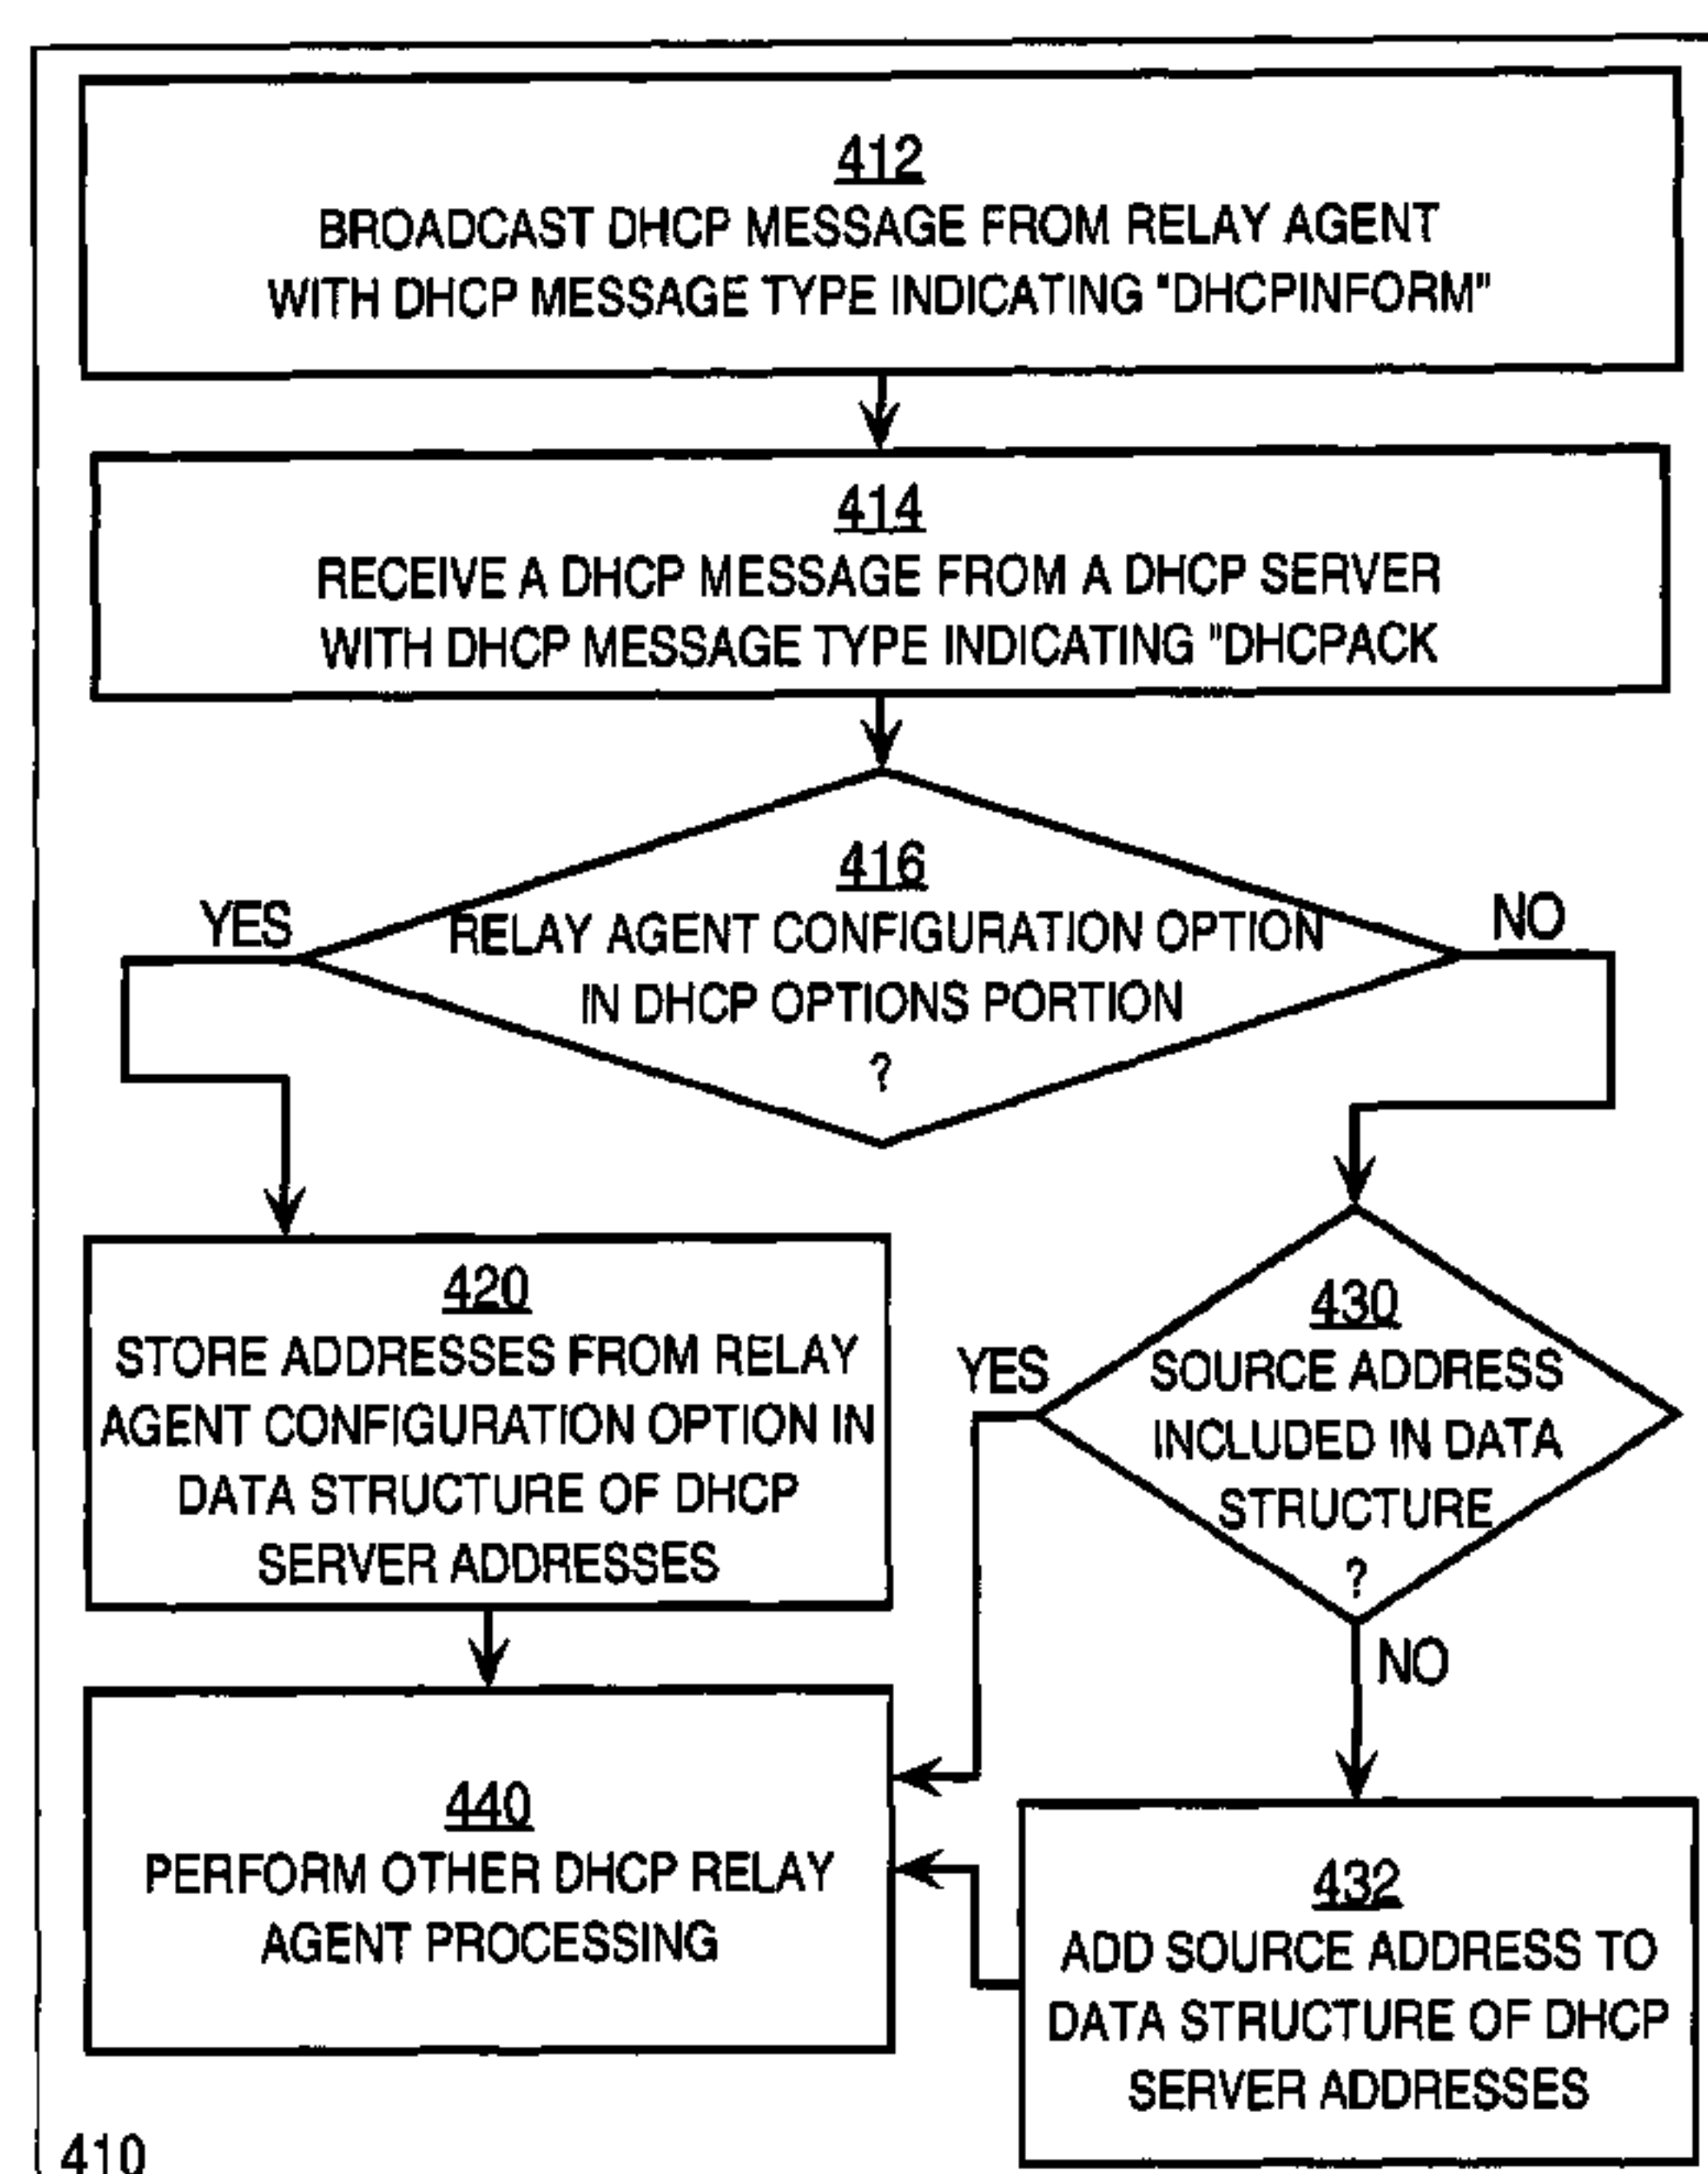 412
BROADCAST DHCP MESSAGE FROM RELAY AGENT
WITH DHCP MESSAGE TYPE INDICATING "DHCPINFORM"
414
RECEIVE A DHCP MESSAGE FROM A DHCP SERVER
WITH DHCP MESSAGE TYPE INDICATING "DHCPACK
416
RELAY AGENT CONFIGURATION OPTION
IN DHCP OPTIONS PORTION
?
YES
NO
420
STORE ADDRESSES FROM RELAY
AGENT CONFIGURATION OPTION IN
DATA STRUCTURE OF DHCP
SERVER ADDRESSES
430
SOURCE ADDRESS
INCLUDED IN DATA
STRUCTURE
?
YES
NO
440
PERFORM OTHER DHCP RELAY
AGENT PROCESSING
432
ADD SOURCE ADDRESS TO
DATA STRUCTURE OF DHCP
SERVER ADDRESSES
410